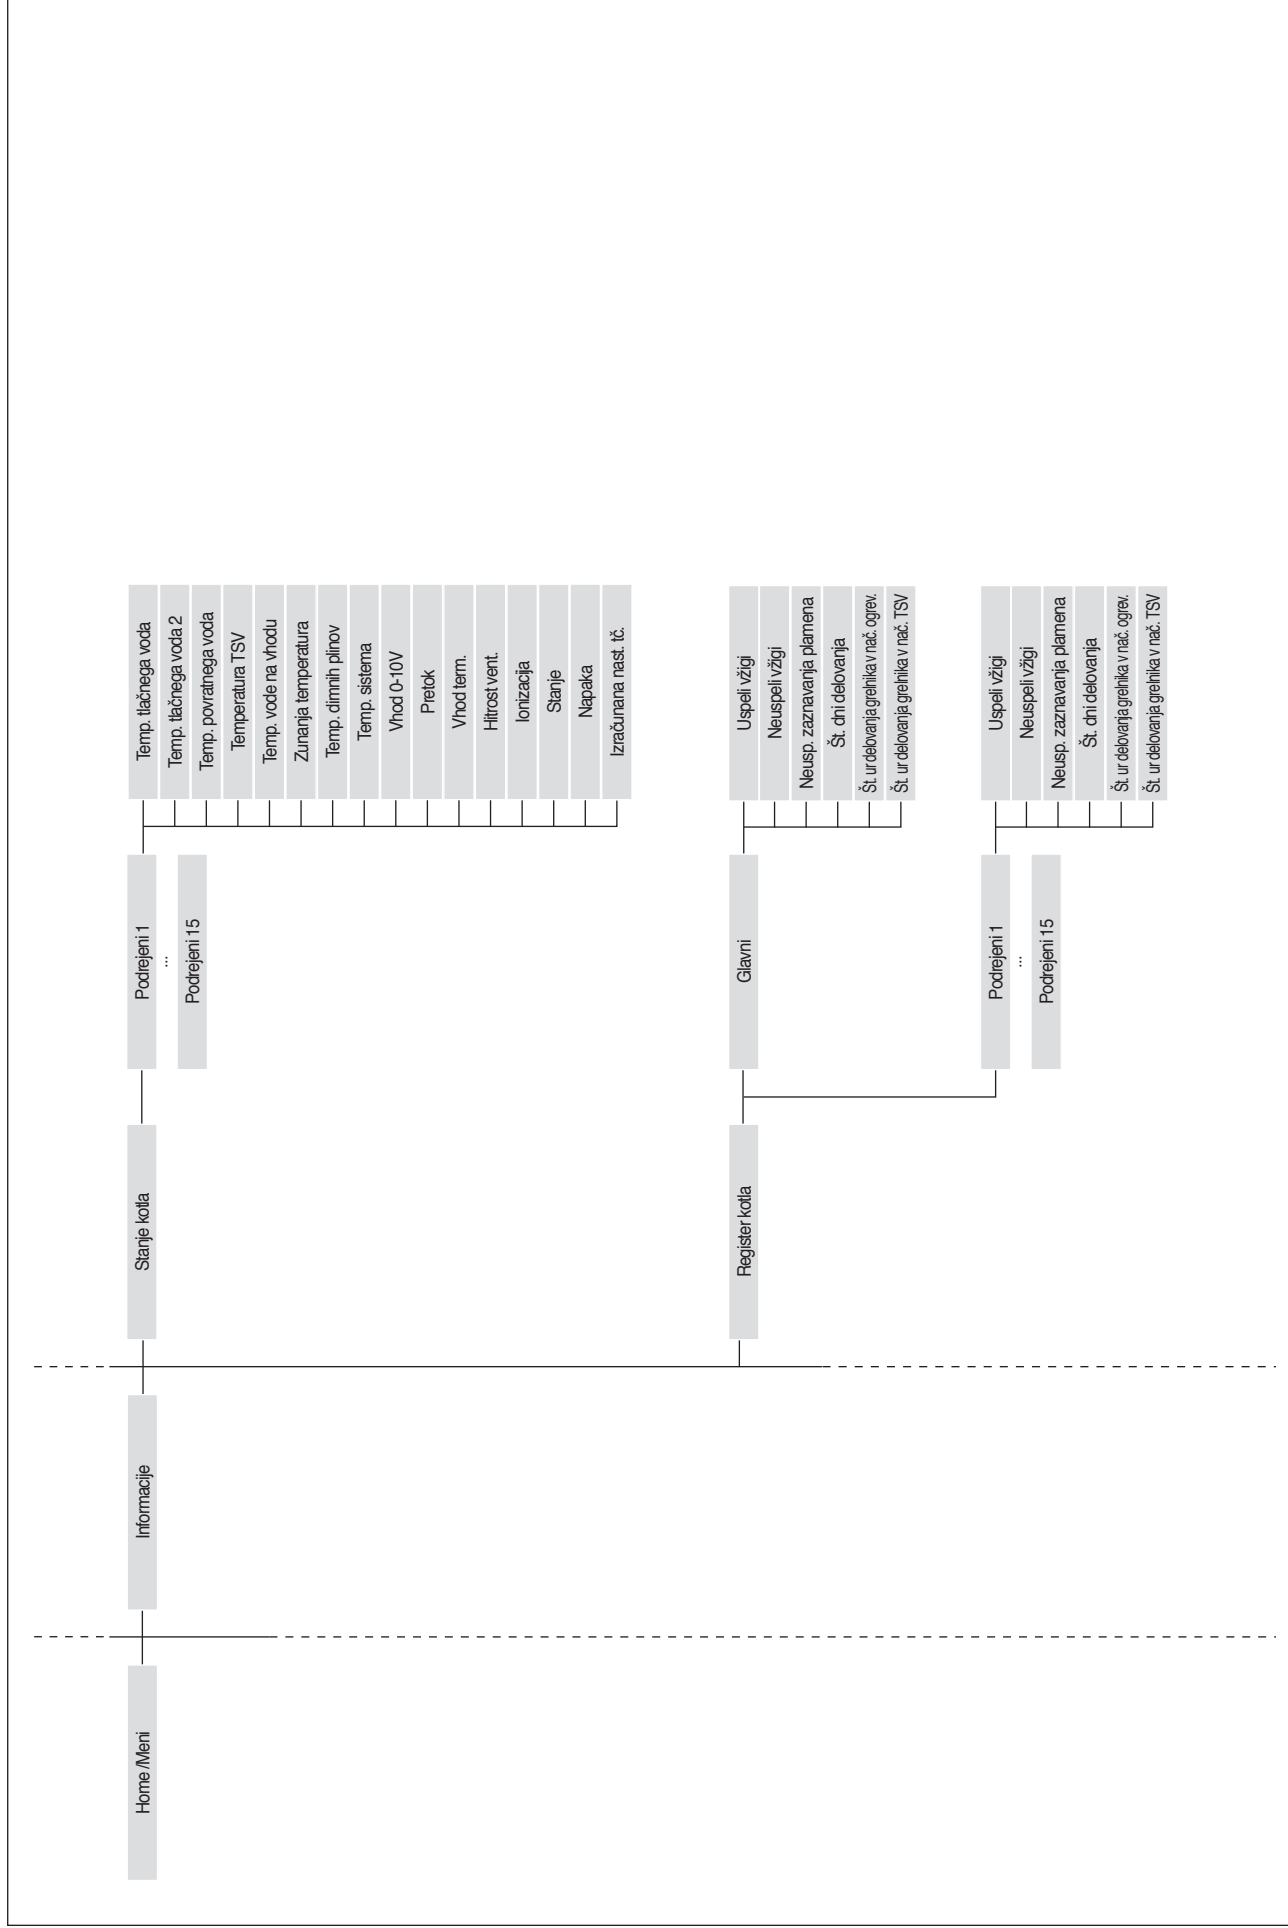 Home /Meni
Informacije
Stanje kotla
Podrejeni 1
...
Podrejeni 15
Temp. tlačnega voda
Temp. tlačnega voda 2
Temp. povratnega voda
Temperatura TSV
Temp. vode na vhodu
Zunanja temperatura
Temp. dimnih plinov
Temp. sistema
Vhod 0-10V
Pretok
Vhod term.
Hitrost vent.
Ionizacija
Stanje
Napaka
Izračunana nast. tč.
Register kotla
Glavni
Uspeli vžigi
Neuspeli vžigi
Neusp. zaznavanja plamena
Št. dni delovanja
Št. ur delovanja grelnika v nač. ogrev.
Št. ur delovanja grelnika v nač. TSV
Podrejeni 1
...
Podrejeni 15
Uspeli vžigi
Neuspeli vžigi
Neusp. zaznavanja plamena
Št. dni delovanja
Št. ur delovanja grelnika v nač. ogrev.
Št. ur delovanja grelnika v nač. TSV